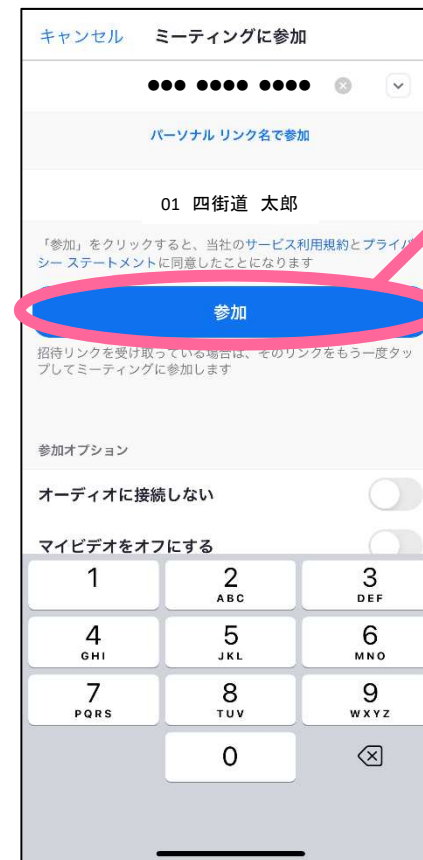 キャンセル ミーティングに参加
●●● ●●●● ●●●●
パーソナル リンク名で参加
01 四街道 太郎
「参加」をクリックすると、当社のサービス利用規約とプライバ
シー ステートメントに同意したことになります
参加
招待リンクを受け取っている場合は、そのリンクをもう一度タッ
プしてミーティングに参加します
参加オプション
オーディオに接続しない
マイビデオをオフにする
1 2 3
ABC DEF
4 5 6
GHI JKL MNO
7 8 9
PQRS TUV WXYZ
0